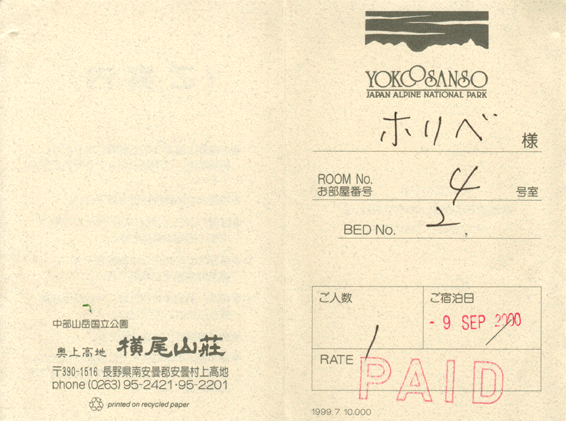 YOKOOSANSO
JAPAN ALPINE NATIONAL PARK
ホリベ 様
ROOM No.
お部屋番号 4 号室
BED No. 2.
ご人数 ご宿泊日
1 - 9 SEP 2000
RATE
PAID
1999.7 10.000
中部山岳国立公園
奥上高地 横尾山荘
〒390-1516 長野県南安曇郡安曇村上高地
phone (0263) 95-2421・95-2201
printed on recycled paper